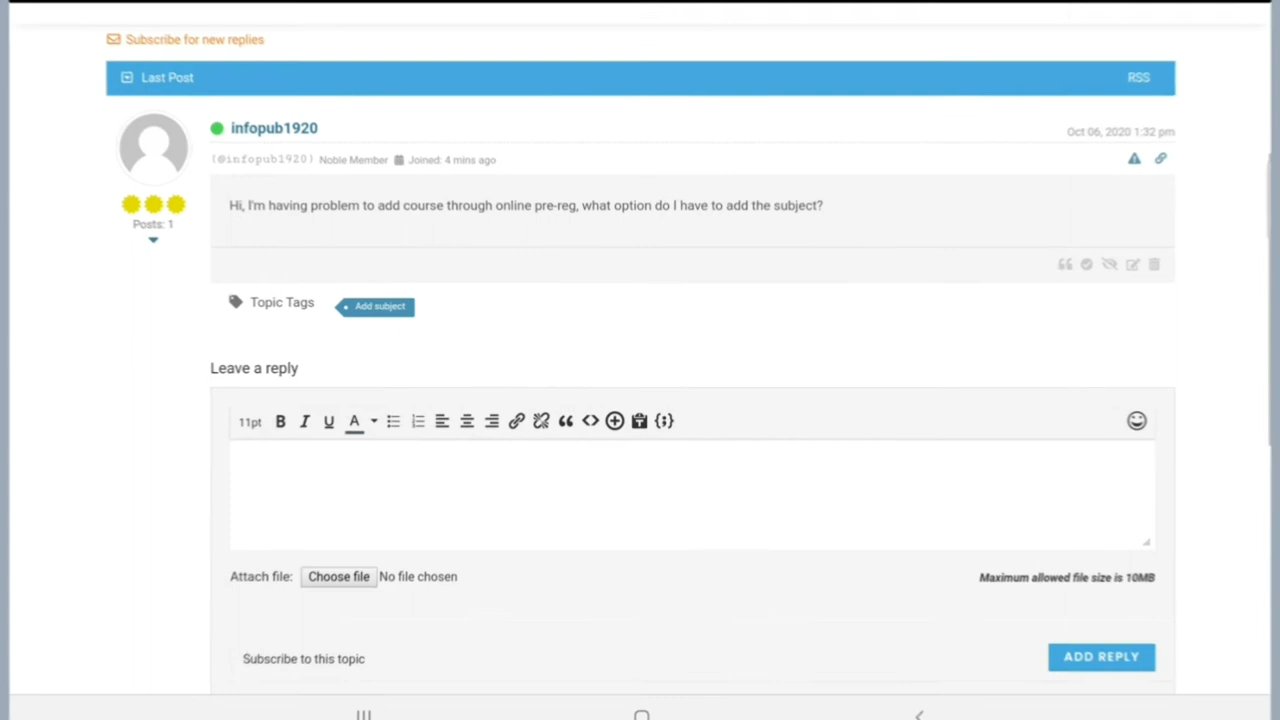 Subscribe for new replies
Last Post RSS
infopub1920 Oct 06, 2020 1:32 pm
(@infopub1920) Noble Member Joined: 4 mins ago
Hi, I'm having problem to add course through online pre-reg, what option do I have to add the subject?
Posts: 1
Topic Tags Add subject
Leave a reply
11pt B I U A
Attach file: Choose file No file chosen Maximum allowed file size is 10MB
Subscribe to this topic ADD REPLY